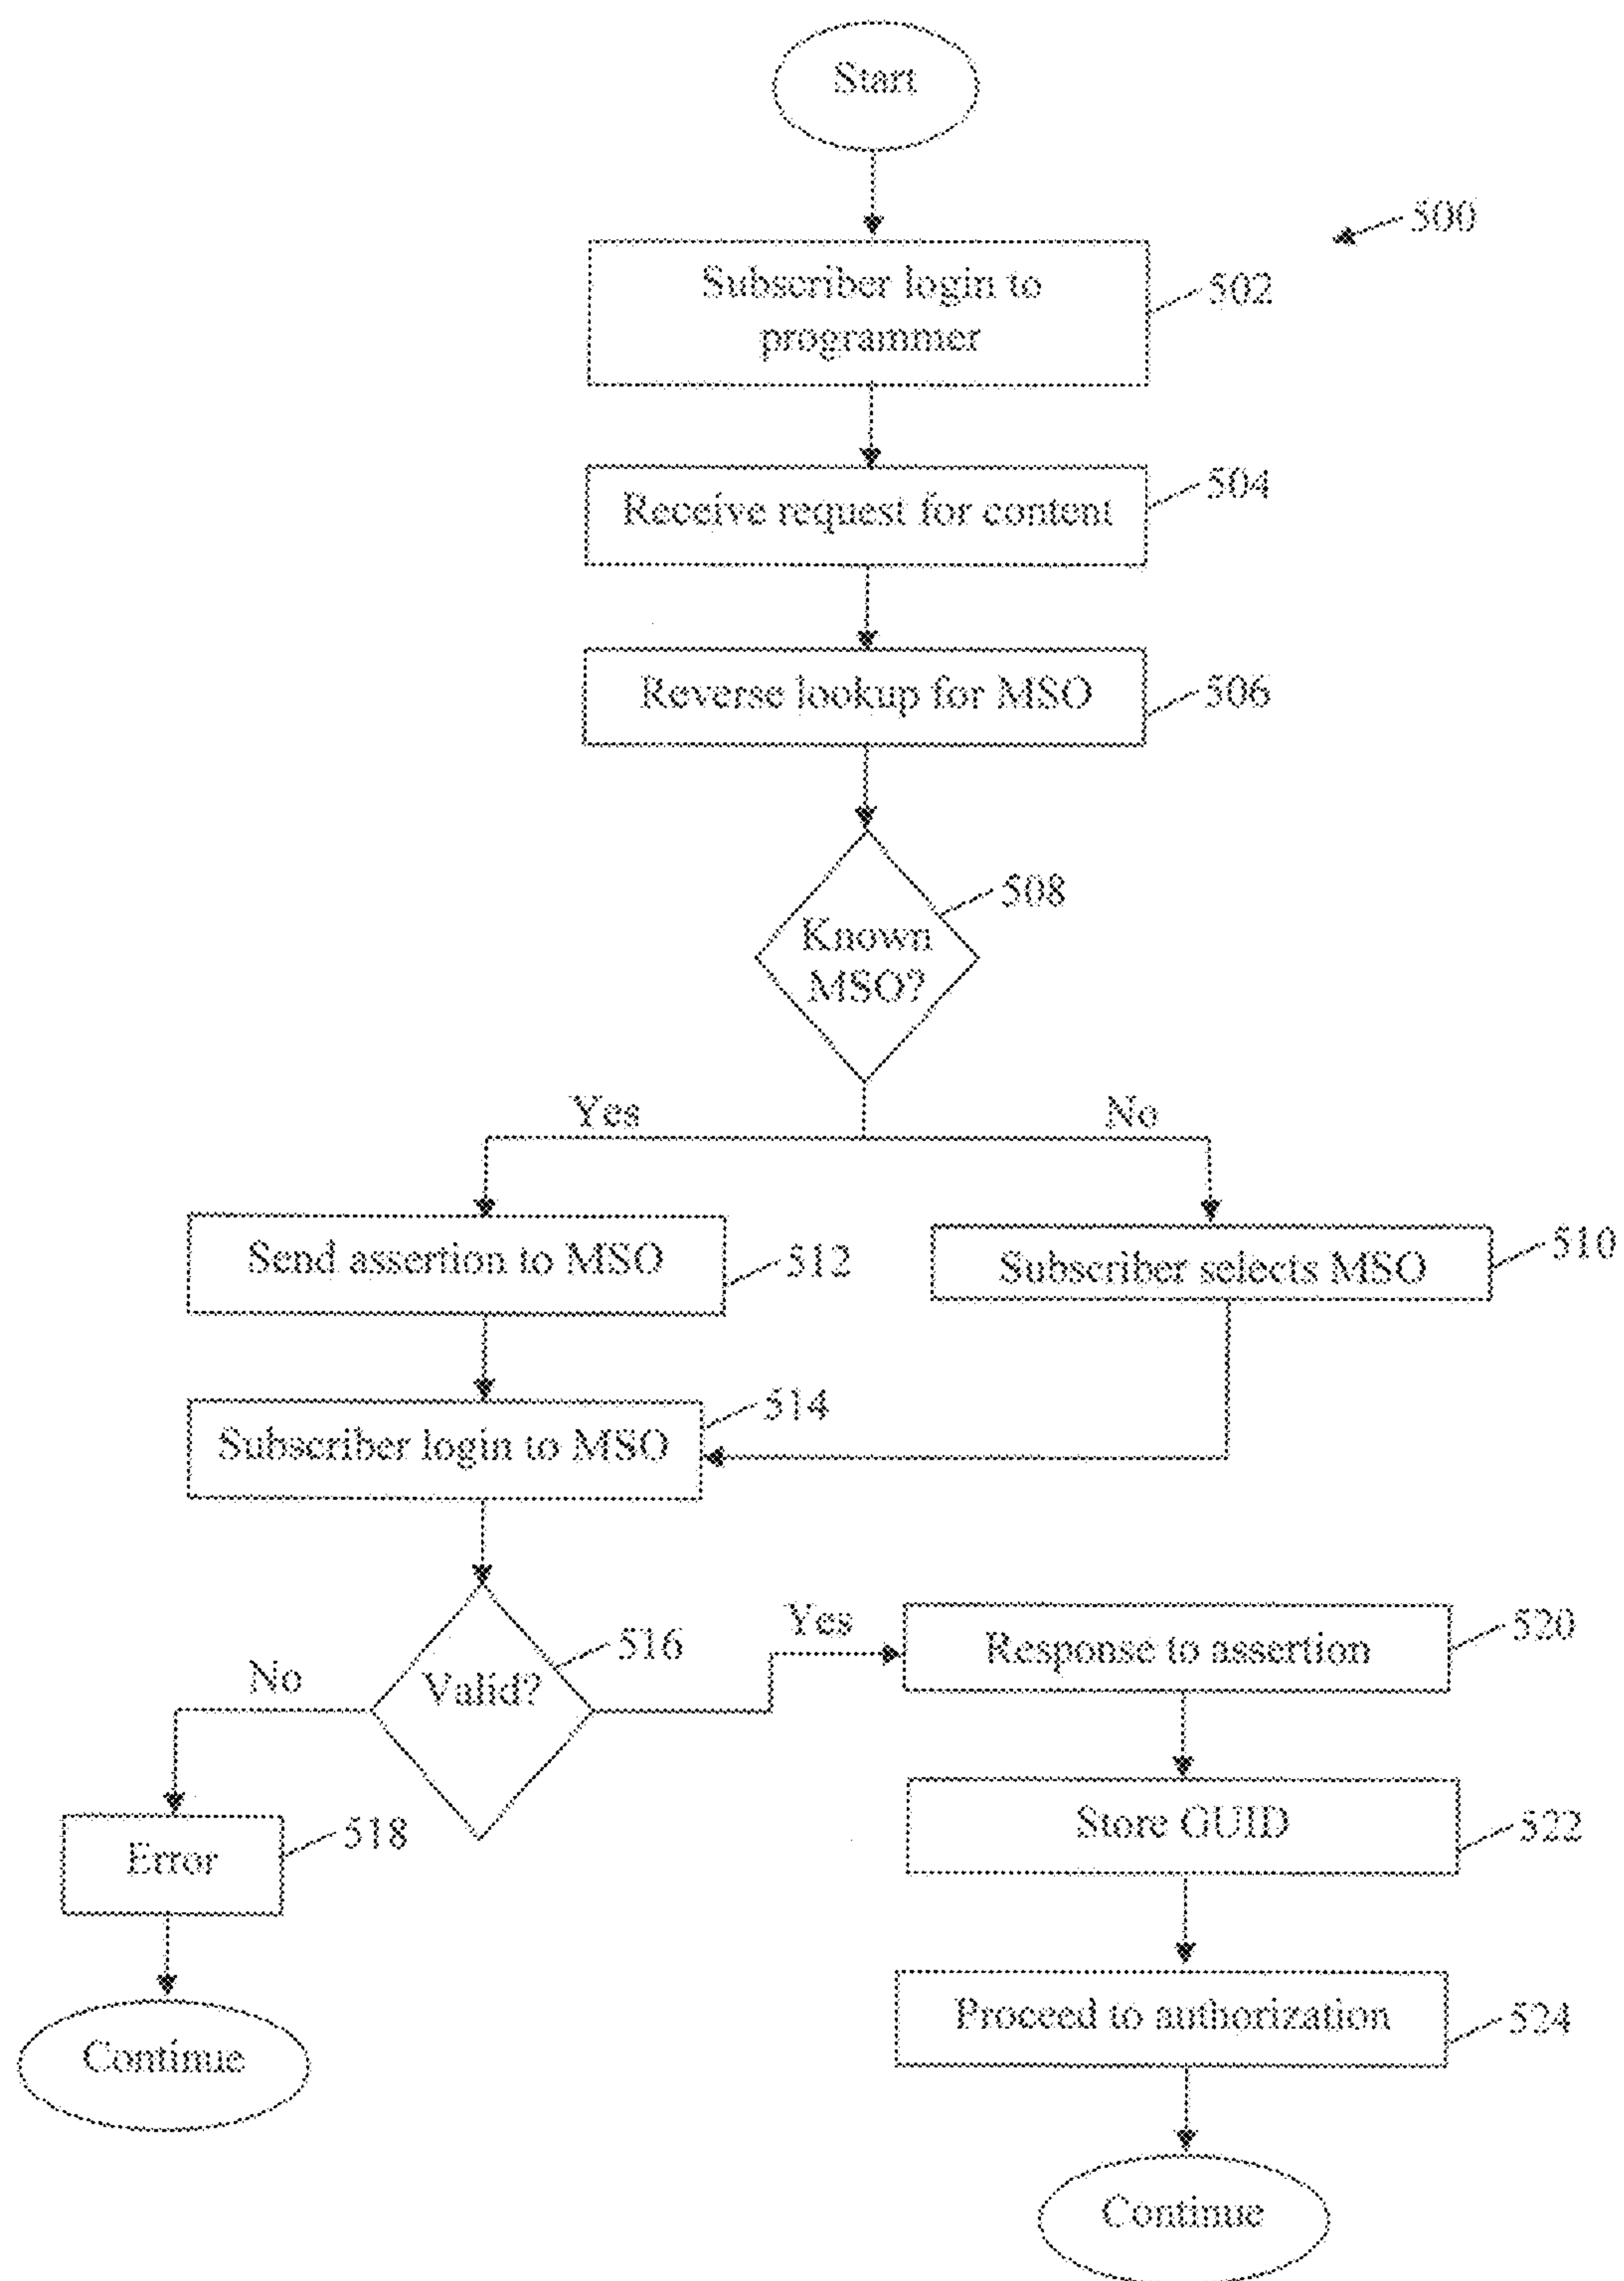 Start
500
Subscriber login to
programmer
502
Receive request for content
504
Reverse lookup for MSO
506
Known
MSO?
508
Yes
No
Send assertion to MSO
512
Subscriber selects MSO
510
Subscriber login to MSO
514
Valid?
516
No
Yes
Response to assertion
520
Error
518
Store GUID
522
Continue
Proceed to authorization
524
Continue